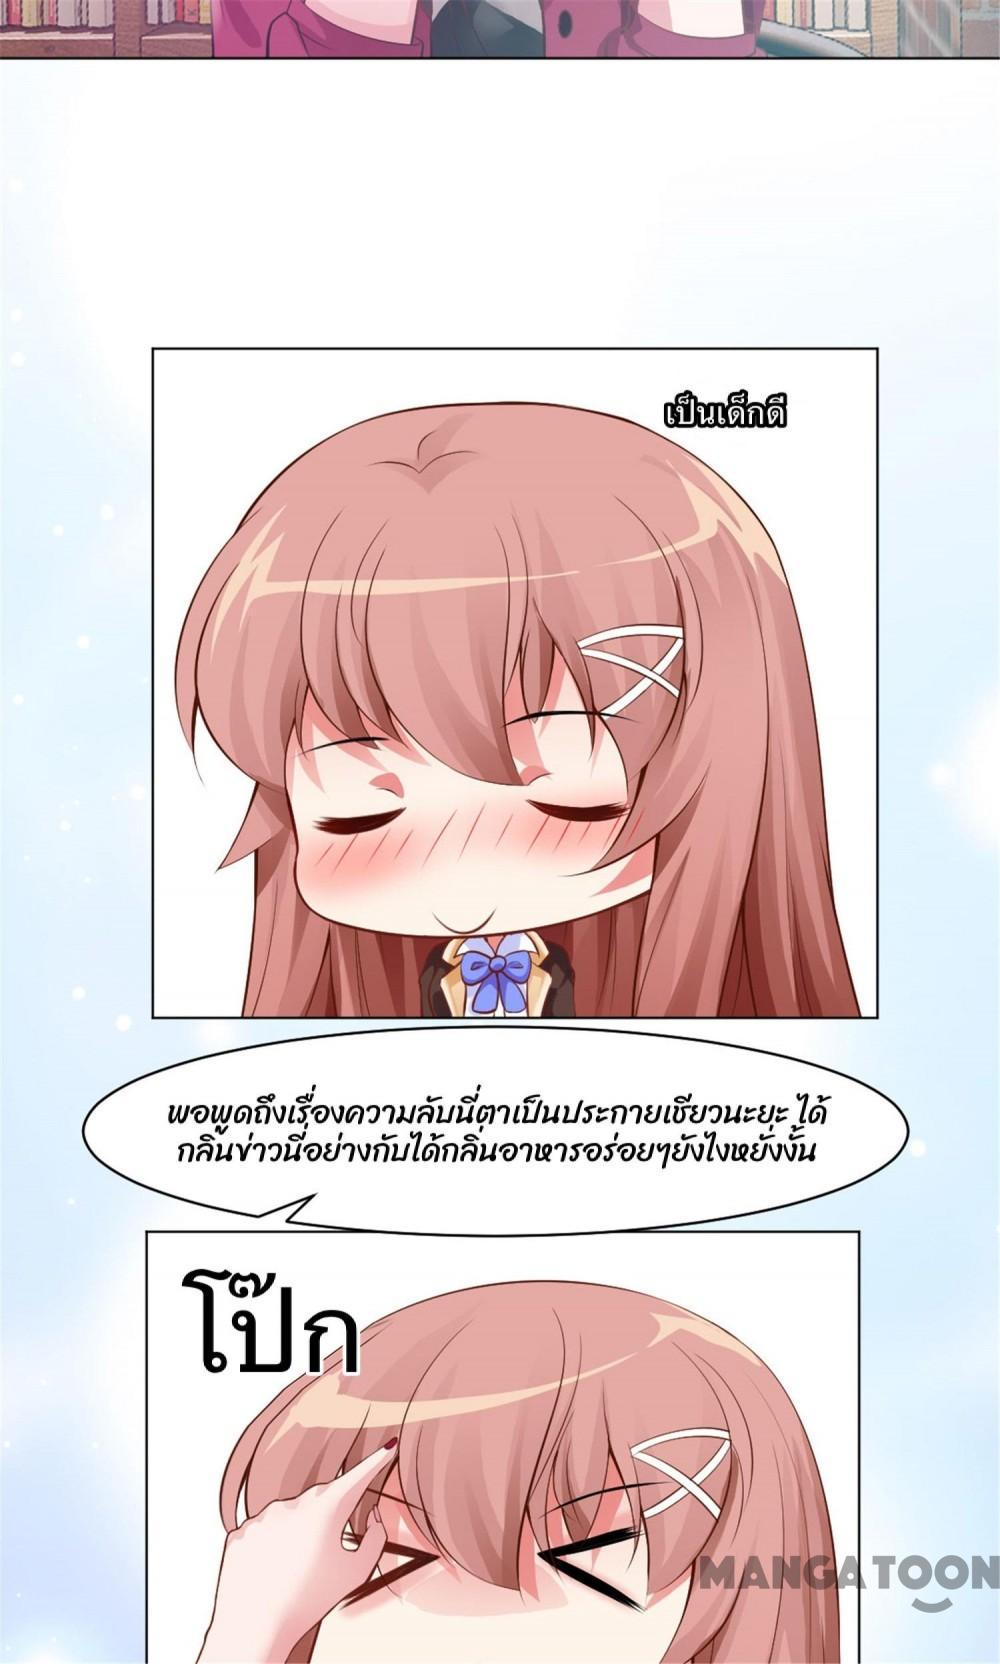 เป็นเด็กดี
พอพูดถึงเรื่องความลับนี่ตาเป็นประกายเชียวนะยะ ได้
กลิ่นข่าวนี่อย่างกับได้กลิ่นอาหารอร่อยๆยังไงหยั่งงั้น
โป๊ก
MANGATOON